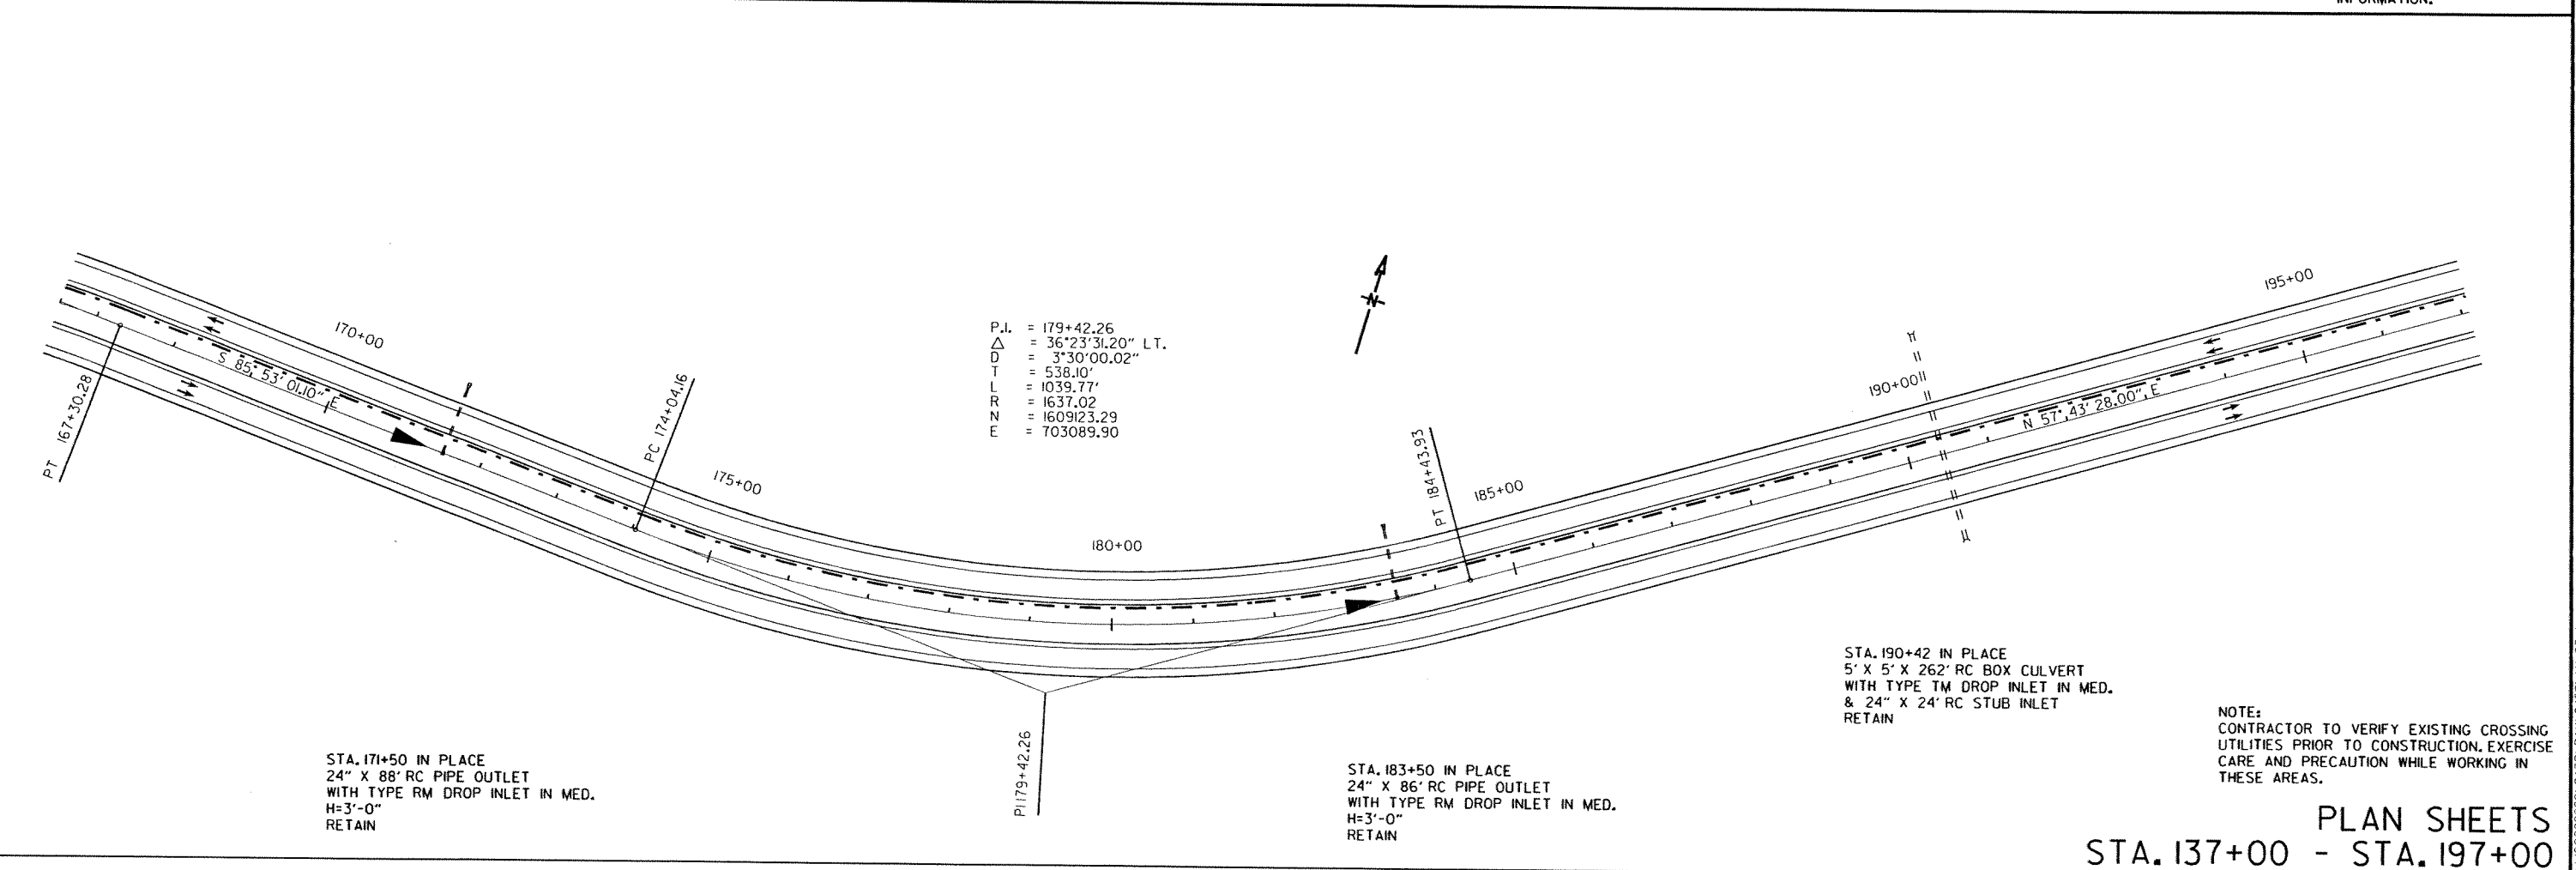 INFORMATION.
170+00
S 85° 53' 01.10" E
PT 167+30.28
PC 174+04.16
175+00
P.I. = 179+42.26
△ = 36°23'31.20" LT.
D = 3°30'00.02"
T = 538.10'
L = 1039.77'
R = 1637.02
N = 1609123.29
E = 703089.90
N
180+00
PI 179+42.26
PT 184+43.93
185+00
190+00
195+00
N 57° 43' 28.00" E
STA. 171+50 IN PLACE
24" X 88' RC PIPE OUTLET
WITH TYPE RM DROP INLET IN MED.
H=3'-0"
RETAIN
STA. 183+50 IN PLACE
24" X 86' RC PIPE OUTLET
WITH TYPE RM DROP INLET IN MED.
H=3'-0"
RETAIN
STA. 190+42 IN PLACE
5' X 5' X 262' RC BOX CULVERT
WITH TYPE TM DROP INLET IN MED.
& 24" X 24' RC STUB INLET
RETAIN
NOTE:
CONTRACTOR TO VERIFY EXISTING CROSSING
UTILITIES PRIOR TO CONSTRUCTION. EXERCISE
CARE AND PRECAUTION WHILE WORKING IN
THESE AREAS.
PLAN SHEETS
STA. 137+00 - STA. 197+00